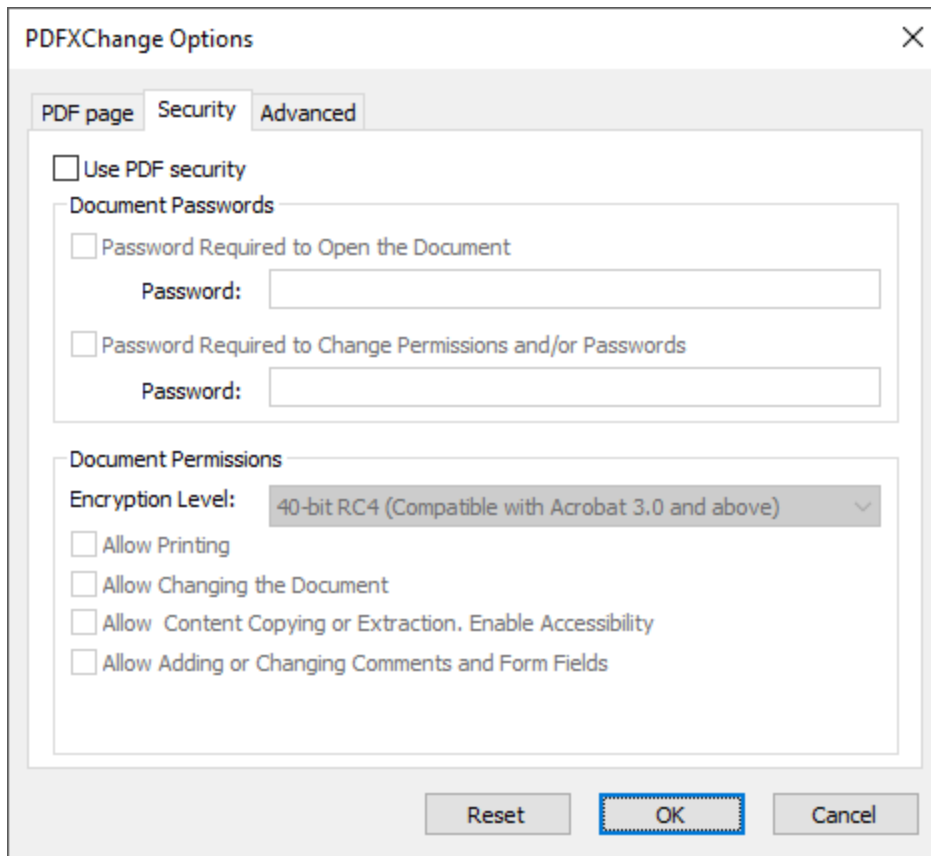 PDFXChange Options
PDF page Security Advanced
Use PDF security
Document Passwords
Password Required to Open the Document
Password:
Password Required to Change Permissions and/or Passwords
Password:
Document Permissions
Encryption Level: 40-bit RC4 (Compatible with Acrobat 3.0 and above)
Allow Printing
Allow Changing the Document
Allow  Content Copying or Extraction. Enable Accessibility
Allow Adding or Changing Comments and Form Fields
Reset OK Cancel